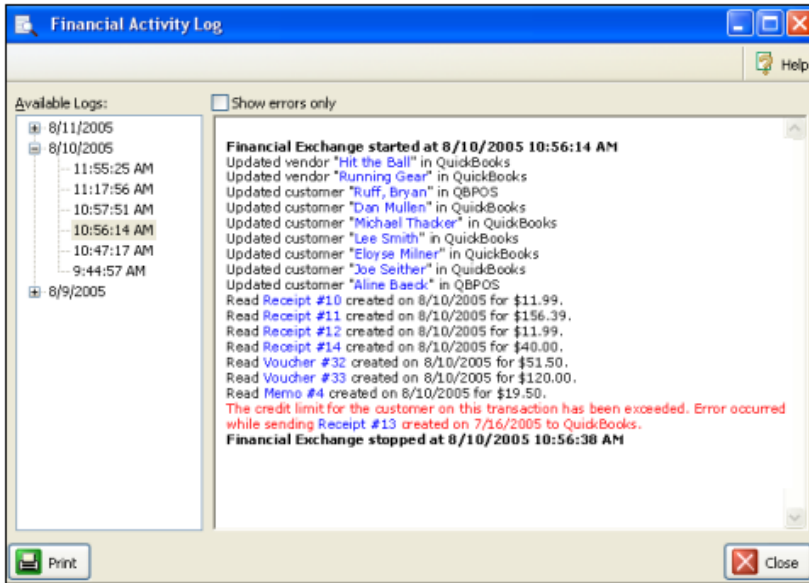 Financial Activity Log
Help
Available Logs:
Show errors only
8/11/2005
8/10/2005
11:55:25 AM
11:17:56 AM
10:57:51 AM
10:56:14 AM
10:47:17 AM
9:44:57 AM
8/9/2005
Financial Exchange started at 8/10/2005 10:56:14 AM
Updated vendor "Hit the Ball" in QuickBooks
Updated vendor "Running Gear" in QuickBooks
Updated customer "Ruff, Bryan" in QBPOS
Updated customer "Dan Mullen" in QuickBooks
Updated customer "Michael Thacker" in QuickBooks
Updated customer "Lee Smith" in QuickBooks
Updated customer "Eloyse Milner" in QuickBooks
Updated customer "Joe Seither" in QuickBooks
Updated customer "Aline Baeck" in QBPOS
Read Receipt #10 created on 8/10/2005 for $11.99.
Read Receipt #11 created on 8/10/2005 for $156.39.
Read Receipt #12 created on 8/10/2005 for $11.99.
Read Receipt #14 created on 8/10/2005 for $40.00.
Read Voucher #32 created on 8/10/2005 for $51.50.
Read Voucher #33 created on 8/10/2005 for $120.00.
Read Memo #4 created on 8/10/2005 for $19.50.
The credit limit for the customer on this transaction has been exceeded. Error occurred
while sending Receipt #13 created on 7/16/2005 to QuickBooks.
Financial Exchange stopped at 8/10/2005 10:56:38 AM
Print
Close